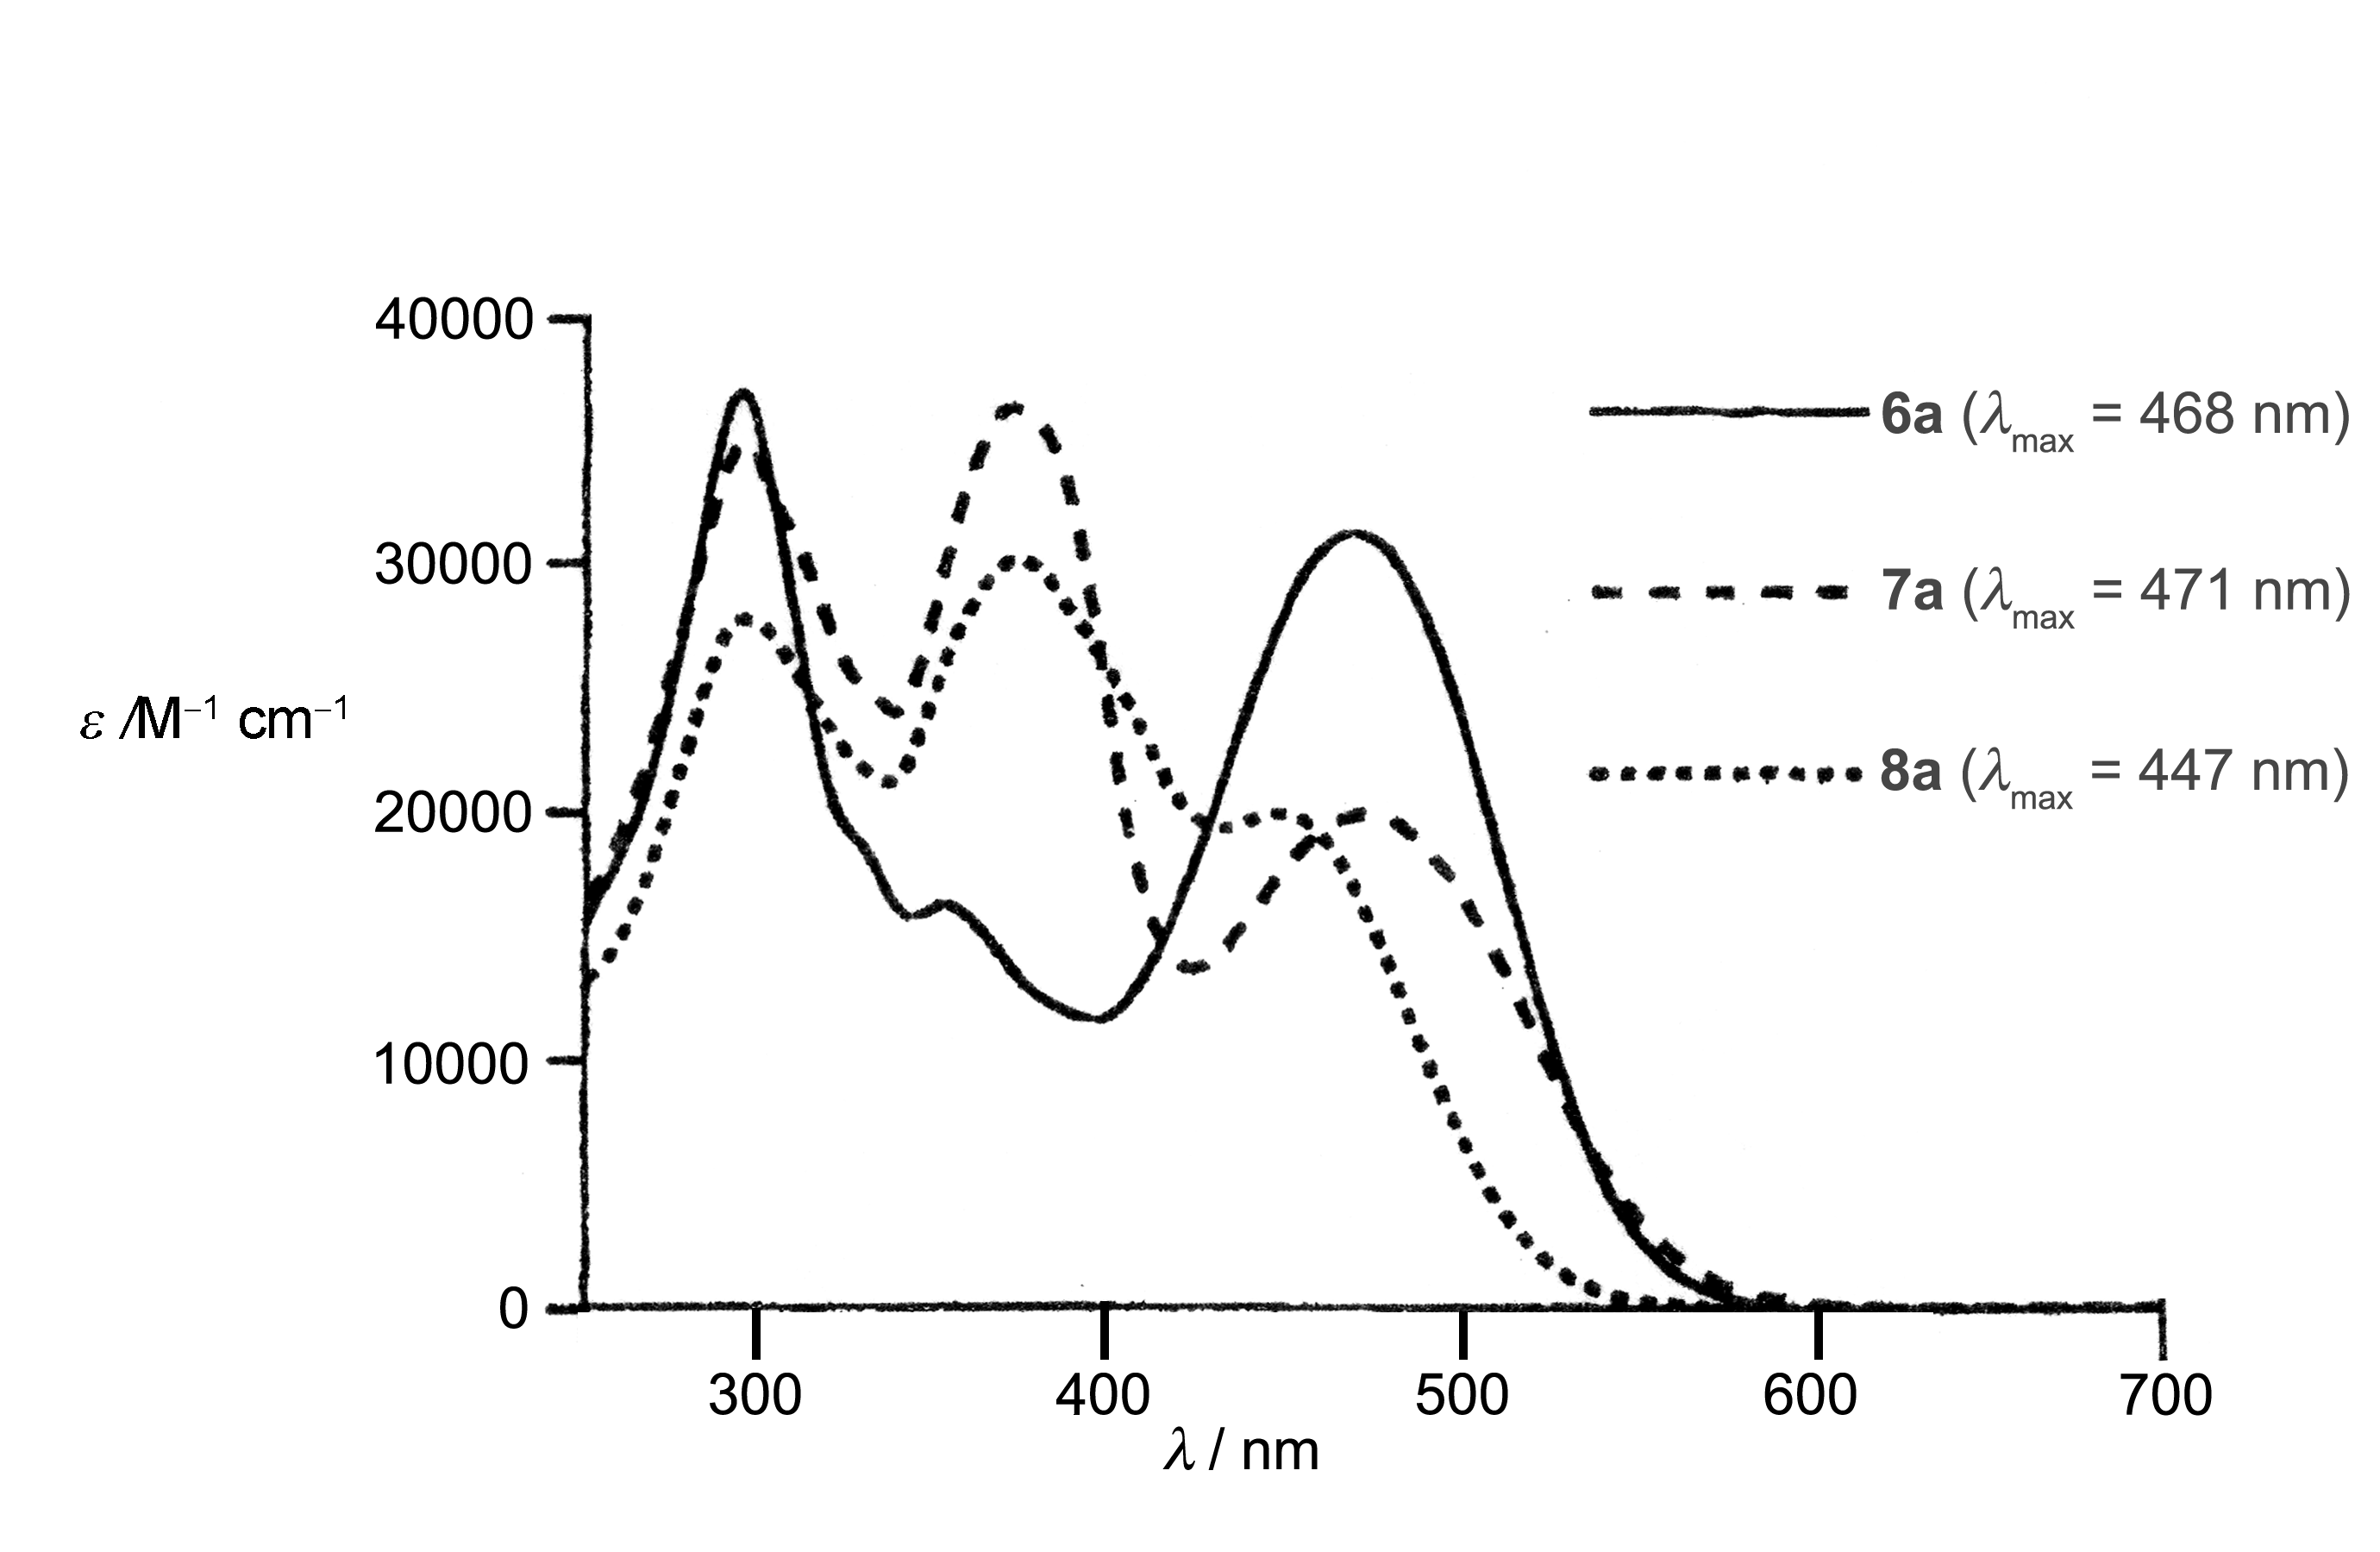 40000
6a (λmax = 468 nm)
30000
7a (λmax = 471 nm)
ε /M⁻¹ cm⁻¹
8a (λmax = 447 nm)
20000
10000
0
300 400 500 600 700
λ / nm